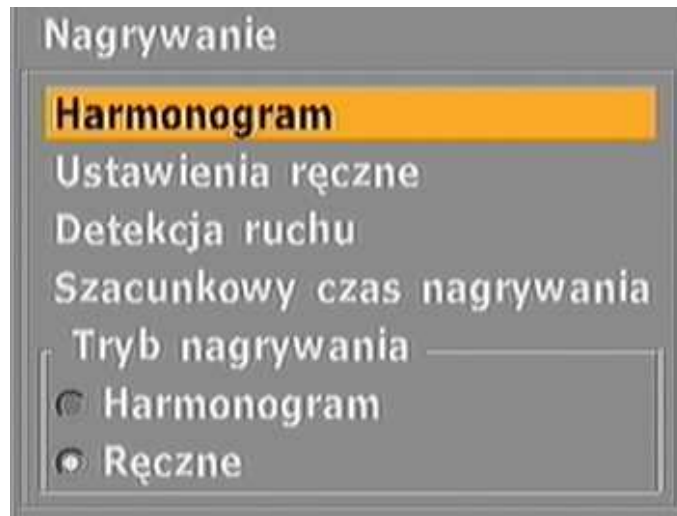 Nagrywanie
Harmonogram
Ustawienia ręczne
Detekcja ruchu
Szacunkowy czas nagrywania
Tryb nagrywania
Harmonogram
Ręczne